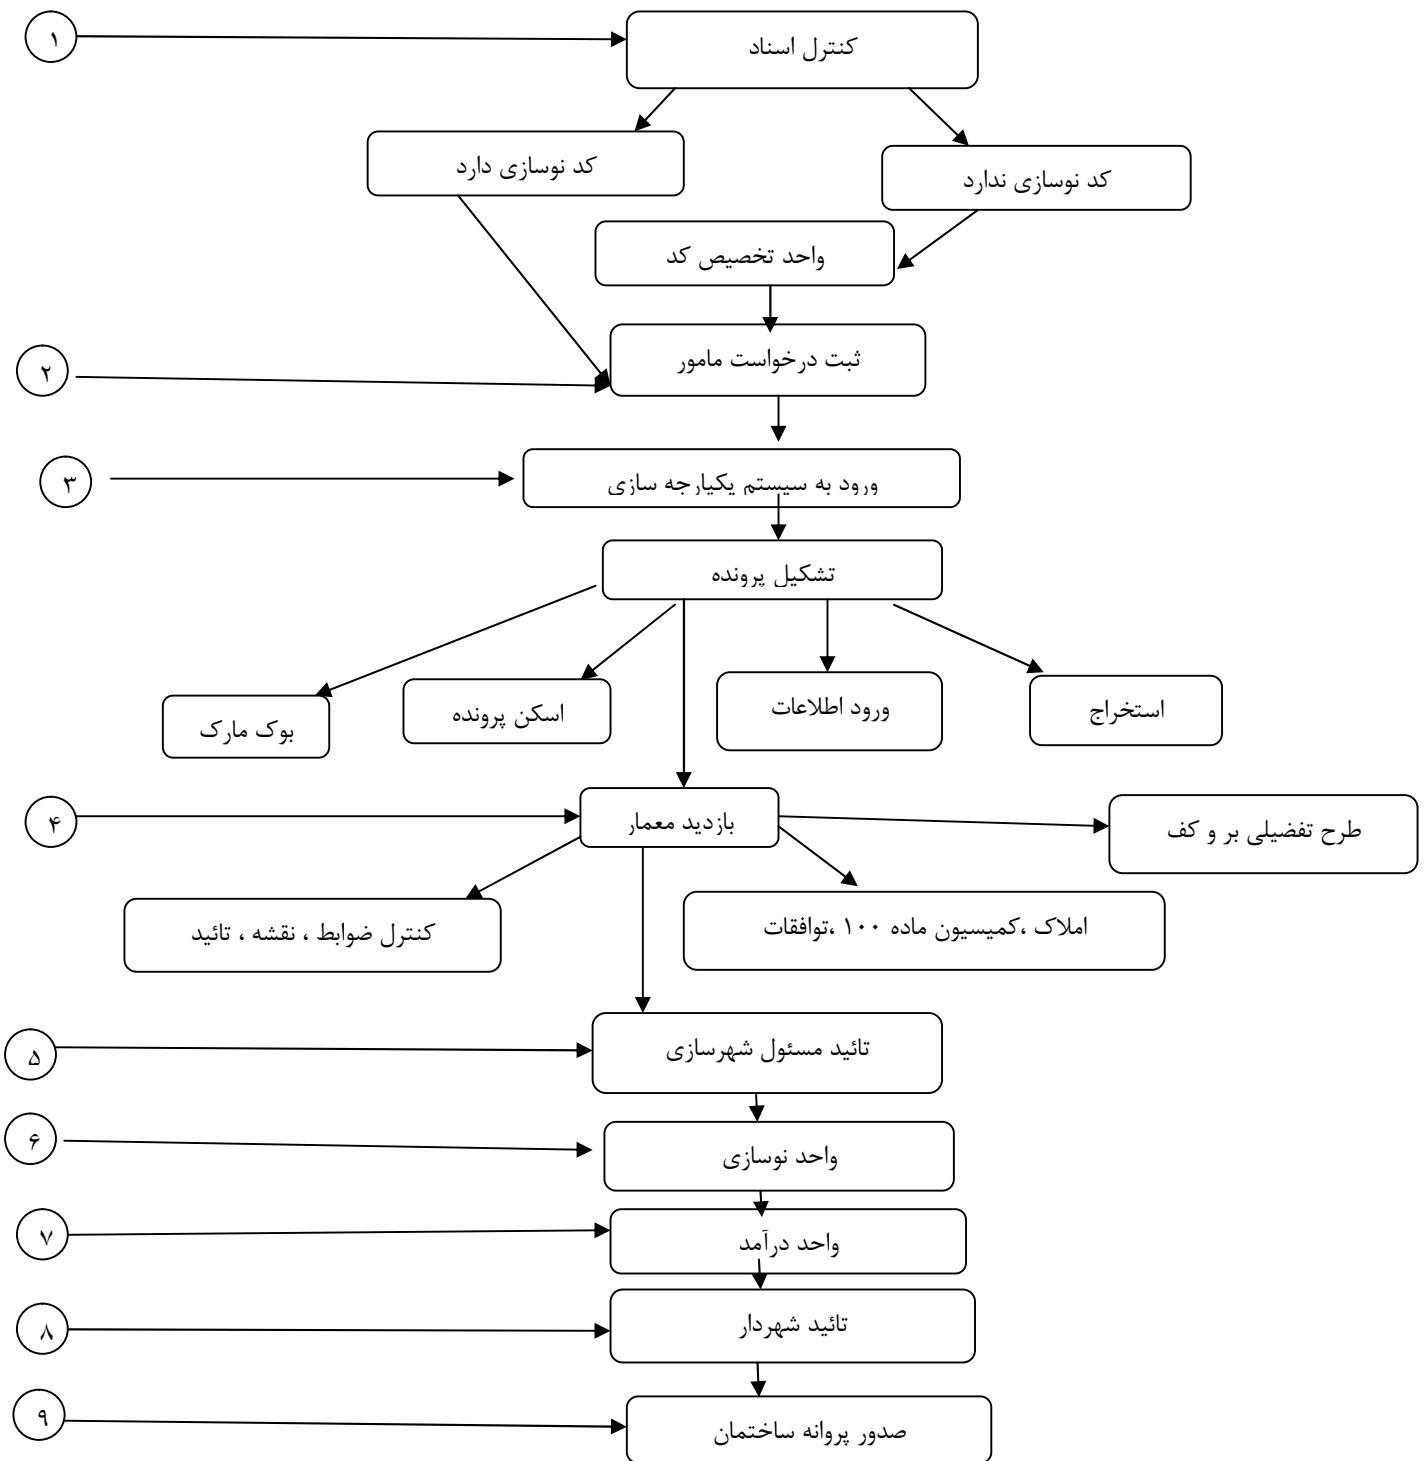 ۱
کنترل اسناد
کد نوسازی دارد
کد نوسازی ندارد
واحد تخصیص کد
۲
ثبت درخواست مامور
۳
ورود به سیستم یکپارچه سازی
تشکیل پرونده
استخراج
ورود اطلاعات
اسکن پرونده
بوک مارک
۴
بازدید معمار
طرح تفضیلی بر و کف
املاک ،کمیسیون ماده ۱۰۰ ،توافقات
کنترل ضوابط ، نقشه ، تائید
۵
تائید مسئول شهرسازی
۶
واحد نوسازی
۷
واحد درآمد
۸
تائید شهردار
۹
صدور پروانه ساختمان